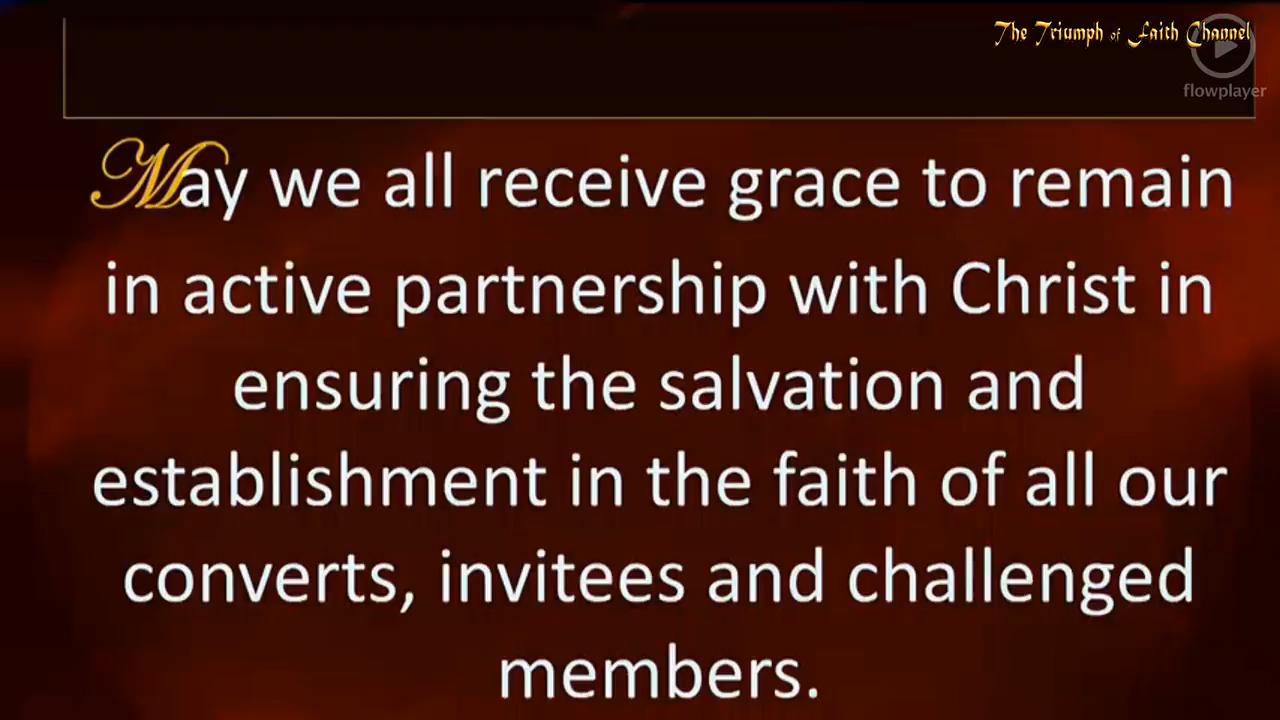 The Triumph of Faith Channel
flowplayer
May we all receive grace to remain
in active partnership with Christ in
ensuring the salvation and
establishment in the faith of all our
converts, invitees and challenged
members.